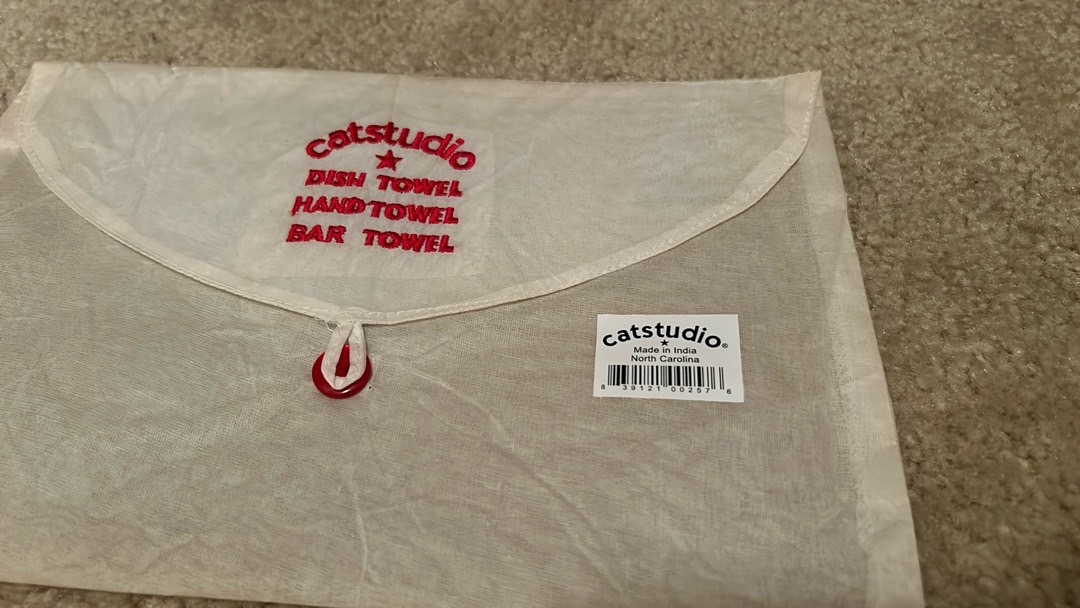 catstudio
★
DISH TOWEL
HAND TOWEL
BAR TOWEL
catstudio®
★
Made in India
North Carolina
8 39121 00257 6